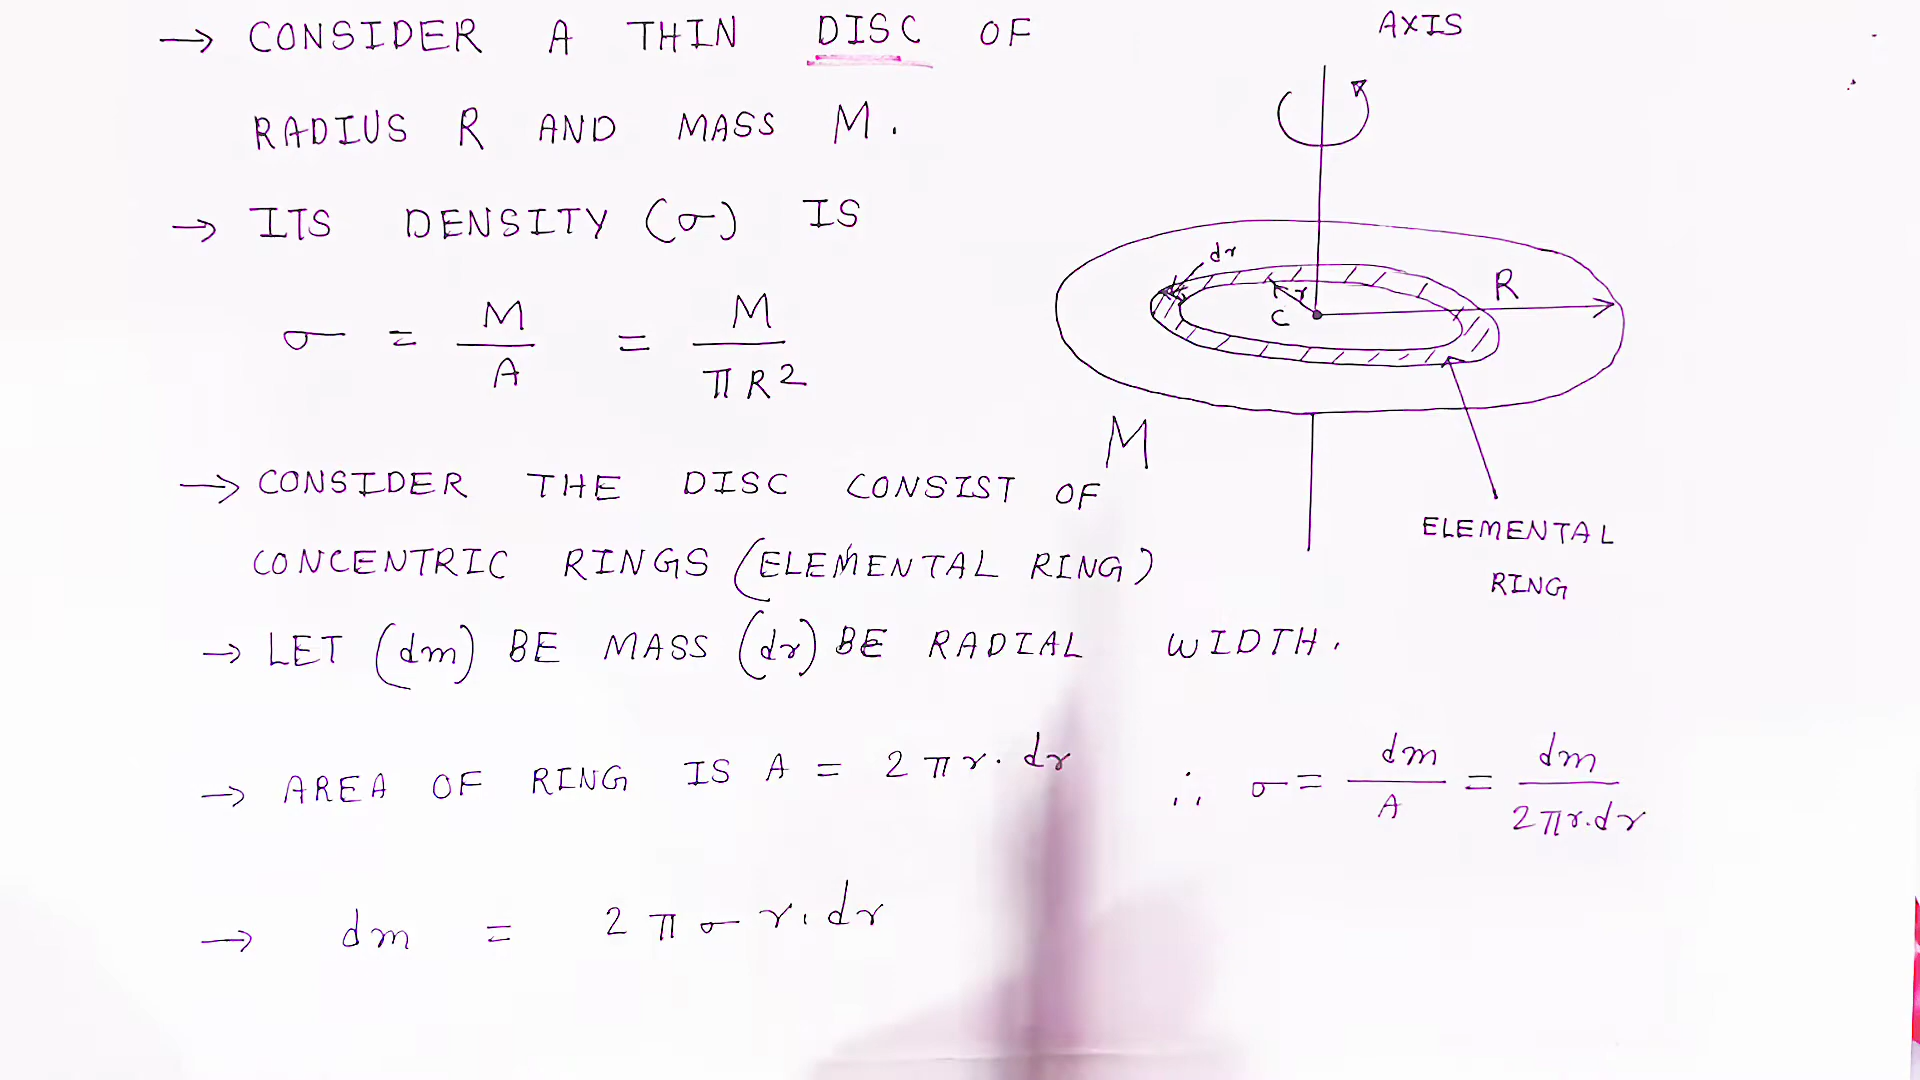 → CONSIDER A THIN DISC OF
RADIUS R AND MASS M.
→ ITS DENSITY (σ) IS
σ = M/A = M/πR²
→ CONSIDER THE DISC CONSIST OF
CONCENTRIC RINGS (ELEMENTAL RING)
→ LET (dm) BE MASS (dr) BE RADIAL WIDTH.
→ AREA OF RING IS A = 2πr.dr ∴ σ = dm/A = dm/2πr.dr
→ dm = 2πσr.dr
AXIS
dr
r
R
C
M
ELEMENTAL
RING